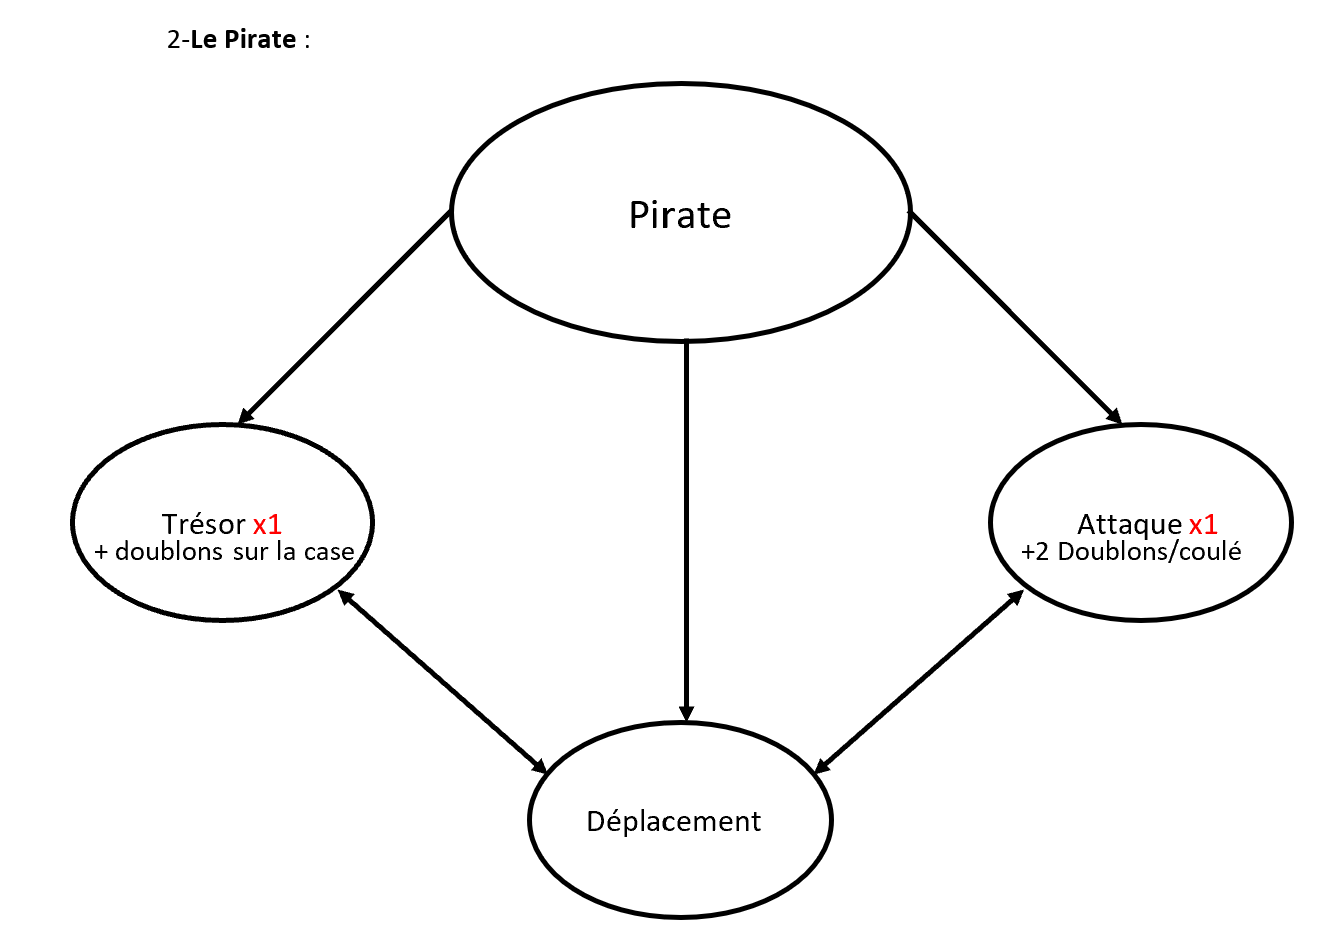 2-Le Pirate :
Pirate
Trésor x1
+ doublons sur la case
Attaque x1
+2 Doublons/coulé
Déplacement